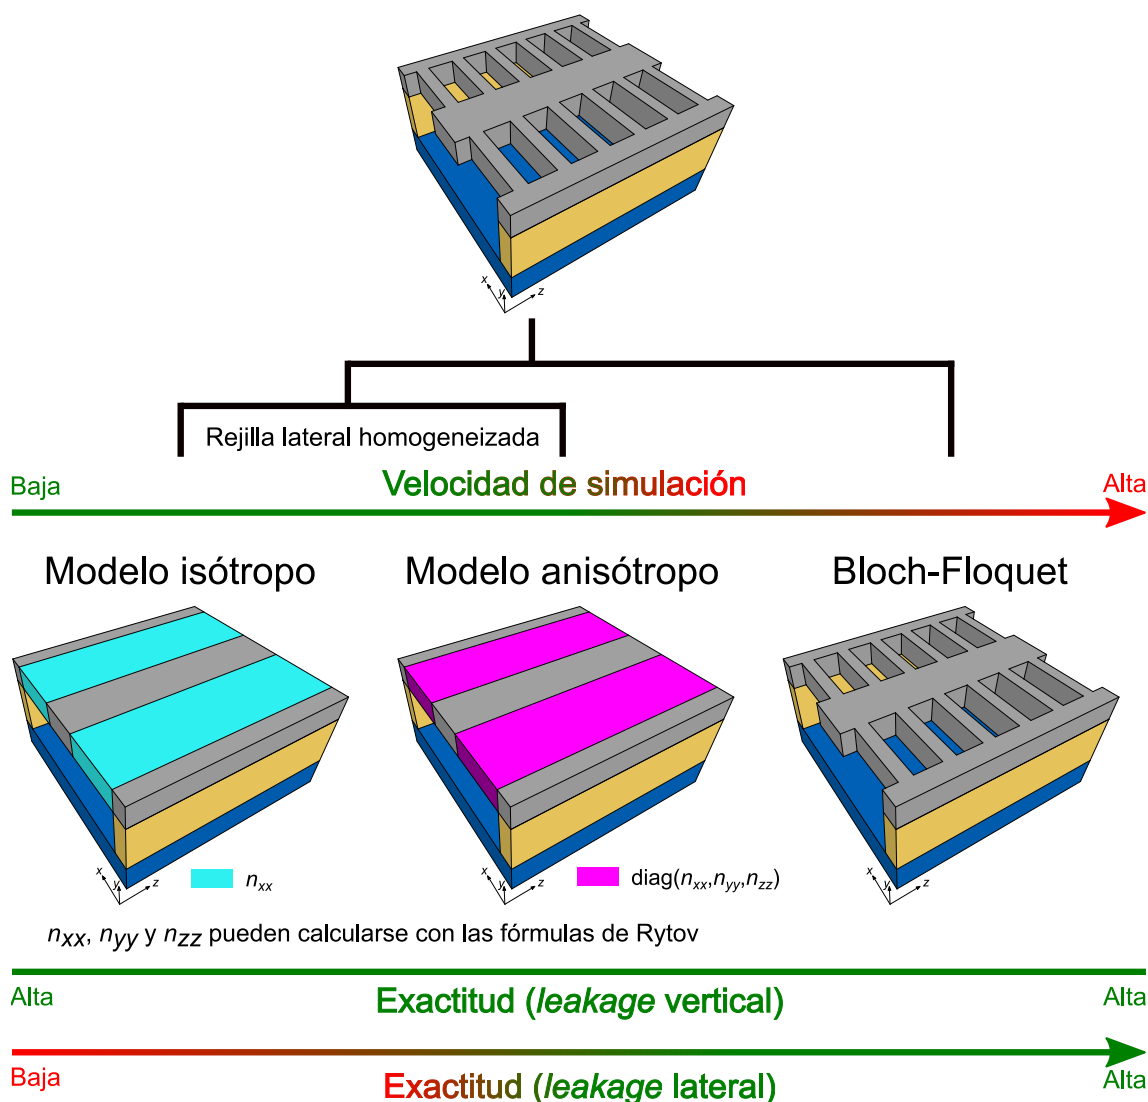 x
y
z
Rejilla lateral homogeneizada
Velocidad de simulación
Baja
Alta
Modelo isótropo
Modelo anisótropo
Bloch-Floquet
x
y
z
nxx
x
y
z
diag(nxx,nyy,nzz)
x
y
z
nxx, nyy y nzz pueden calcularse con las fórmulas de Rytov
Alta
Exactitud (leakage vertical)
Alta
Baja
Exactitud (leakage lateral)
Alta